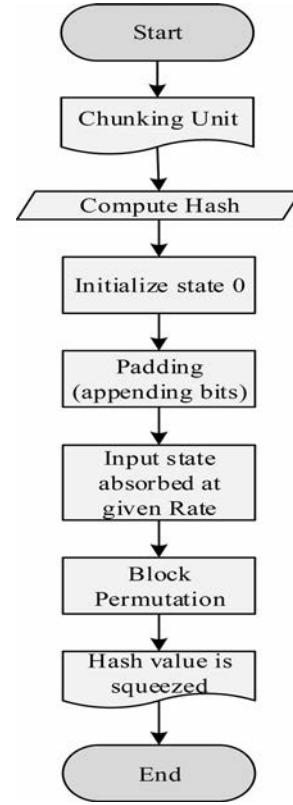 Start
Chunking Unit
Compute Hash
Initialize state 0
Padding
(appending bits)
Input state
absorbed at
given Rate
Block
Permutation
Hash value is
squeezed
End